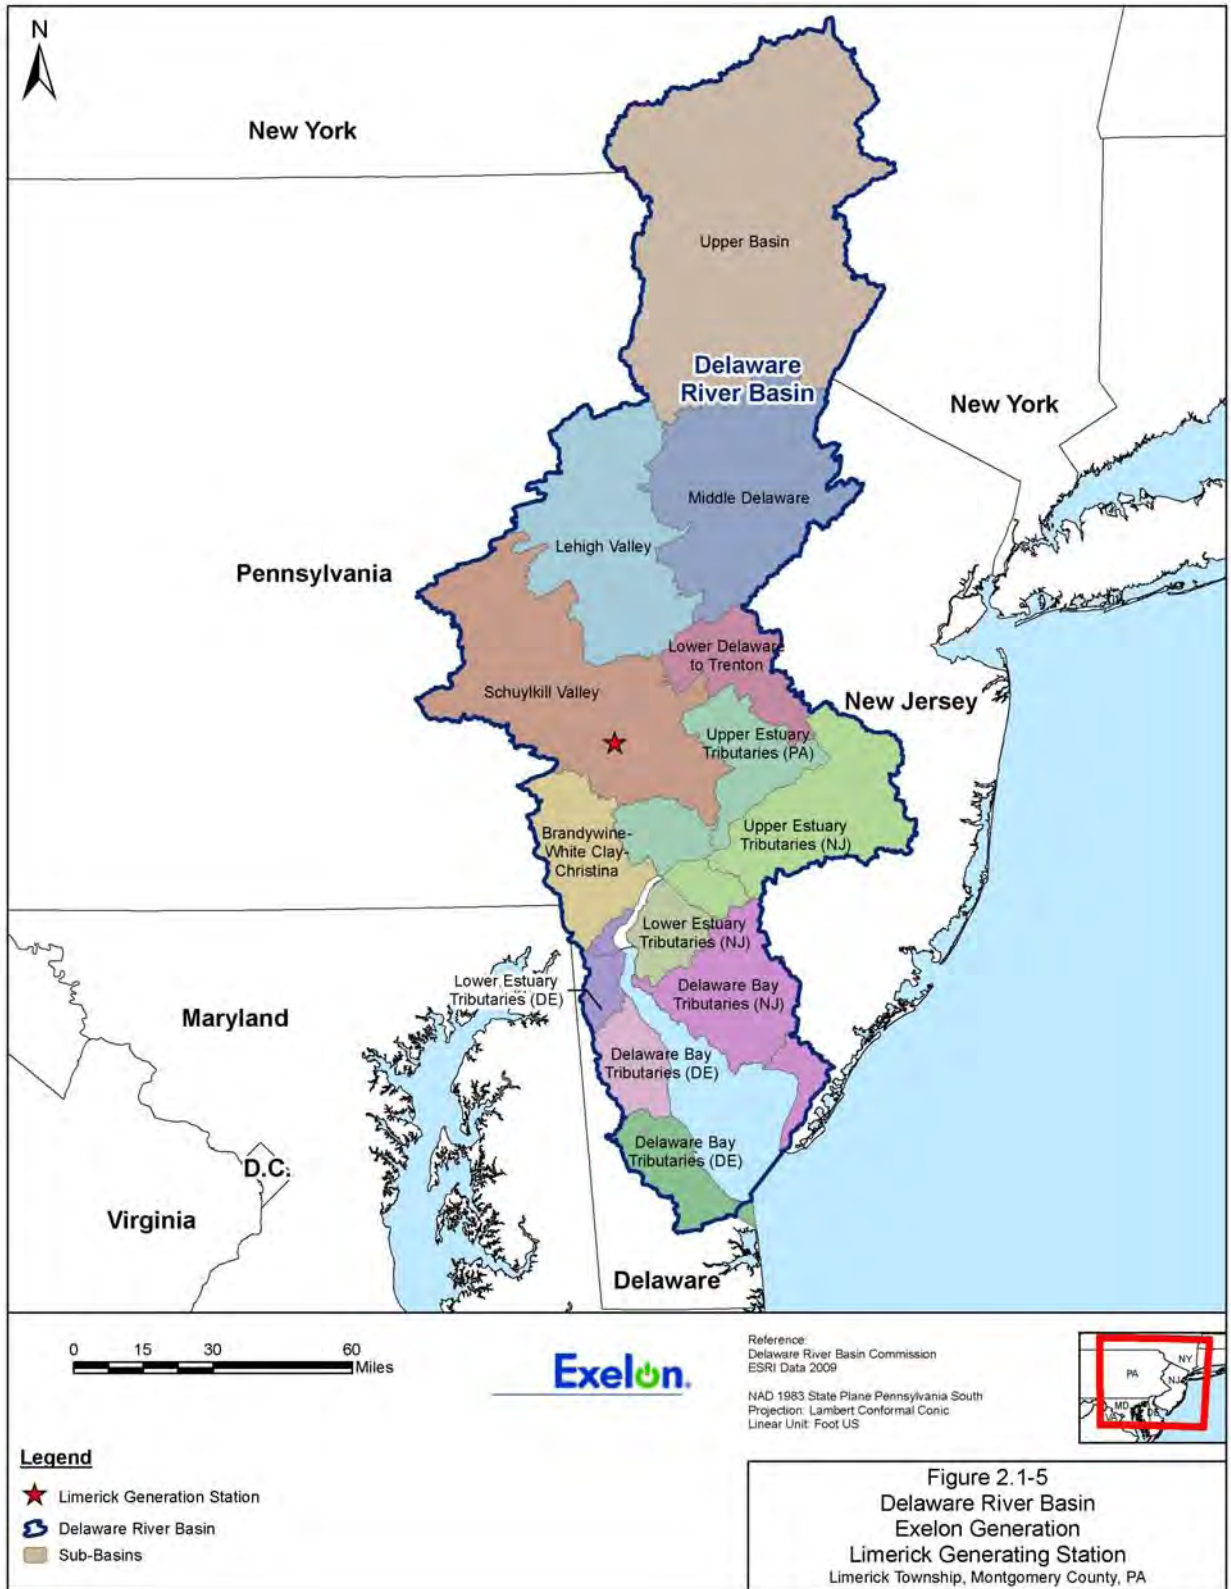 N
New York
Upper Basin
Delaware
River Basin
New York
Middle Delaware
Lehigh Valley
Pennsylvania
Lower Delaware
to Trenton
Schuylkill Valley
New Jersey
Upper Estuary
Tributaries (PA)
Upper Estuary
Tributaries (NJ)
Brandywine-
White Clay-
Christina
Lower Estuary
Tributaries (NJ)
Lower Estuary
Tributaries (DE)
Delaware Bay
Tributaries (NJ)
Maryland
Delaware Bay
Tributaries (DE)
Delaware Bay
Tributaries (DE)
D.C.
Virginia
Delaware
0 15 30 60
Miles
Exelon.
Reference:
Delaware River Basin Commission
ESRI Data 2009
NAD 1983 State Plane Pennsylvania South
Projection: Lambert Conformal Conic
Linear Unit: Foot US
NY
PA
NJ
MD
DE
VA
Legend
Limerick Generation Station
Delaware River Basin
Sub-Basins
Figure 2.1-5
Delaware River Basin
Exelon Generation
Limerick Generating Station
Limerick Township, Montgomery County, PA